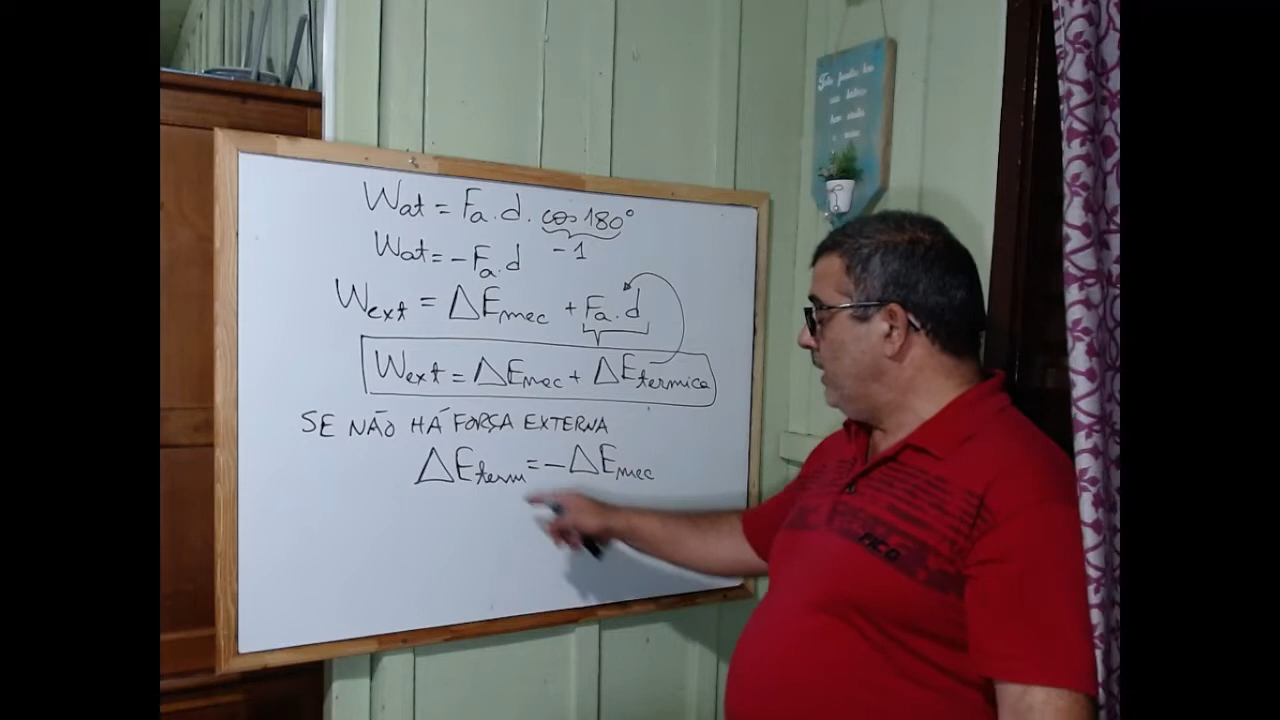 Wat = Fa.d. cos 180°
-1
Wat = - Fa.d
Wext = ΔEmec + Fa.d
Wext = ΔEmec + ΔEtermica
SE NÃO HÁ FORÇA EXTERNA
ΔEterm = - ΔEmec